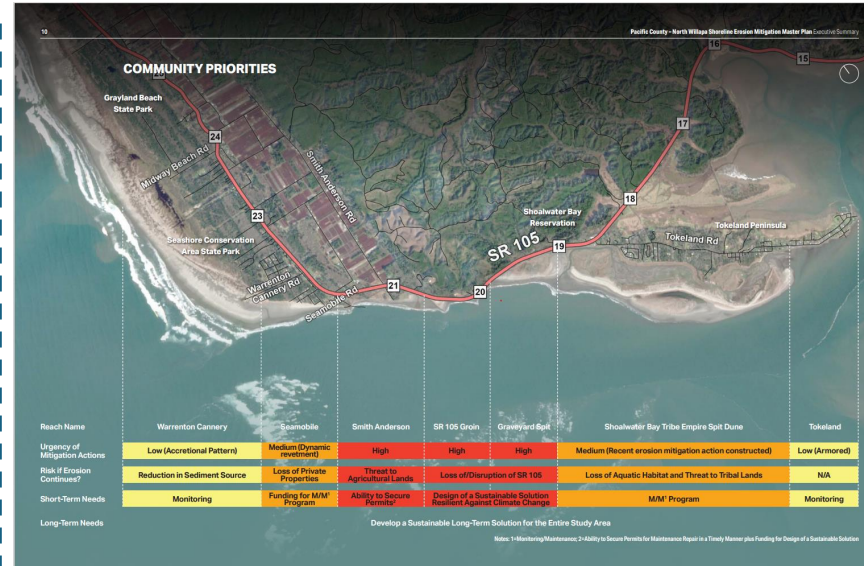 10
Pacific County - North Willapa Shoreline Erosion Mitigation Master Plan Executive Summary
COMMUNITY PRIORITIES
16
15
Grayland Beach
State Park
24
Midway Beach Rd
Smith Anderson Rd
17
23
18
Shoalwater Bay
Reservation
Tokeland Peninsula
Seashore Conservation
Area State Park
SR 105
19
Tokeland Rd
Warrenton
Cannery Rd
Seamobile Rd
21
20
Reach Name Warrenton Cannery Seamobile Smith Anderson SR 105 Groin Graveyard Spit Shoalwater Bay Tribe Empire Spit Dune Tokeland
Urgency of
Mitigation Actions
Low (Accretional Pattern)
Medium (Dynamic
revetment)
High
High
High
Medium (Recent erosion mitigation action constructed)
Low (Armored)
Risk if Erosion
Continues?
Reduction in Sediment Source
Loss of Private
Properties
Threat to
Agricultural Lands
Loss of/Disruption of SR 105
Loss of Aquatic Habitat and Threat to Tribal Lands
N/A
Short-Term Needs
Monitoring
Funding for M/M¹
Program
Ability to Secure
Permits²
Design of a Sustainable Solution
Resilient Against Climate Change
M/M¹ Program
Monitoring
Long-Term Needs
Develop a Sustainable Long-Term Solution for the Entire Study Area
Notes: 1=Monitoring/Maintenance; 2=Ability to Secure Permits for Maintenance Repair in a Timely Manner plus Funding for Design of a Sustainable Solution